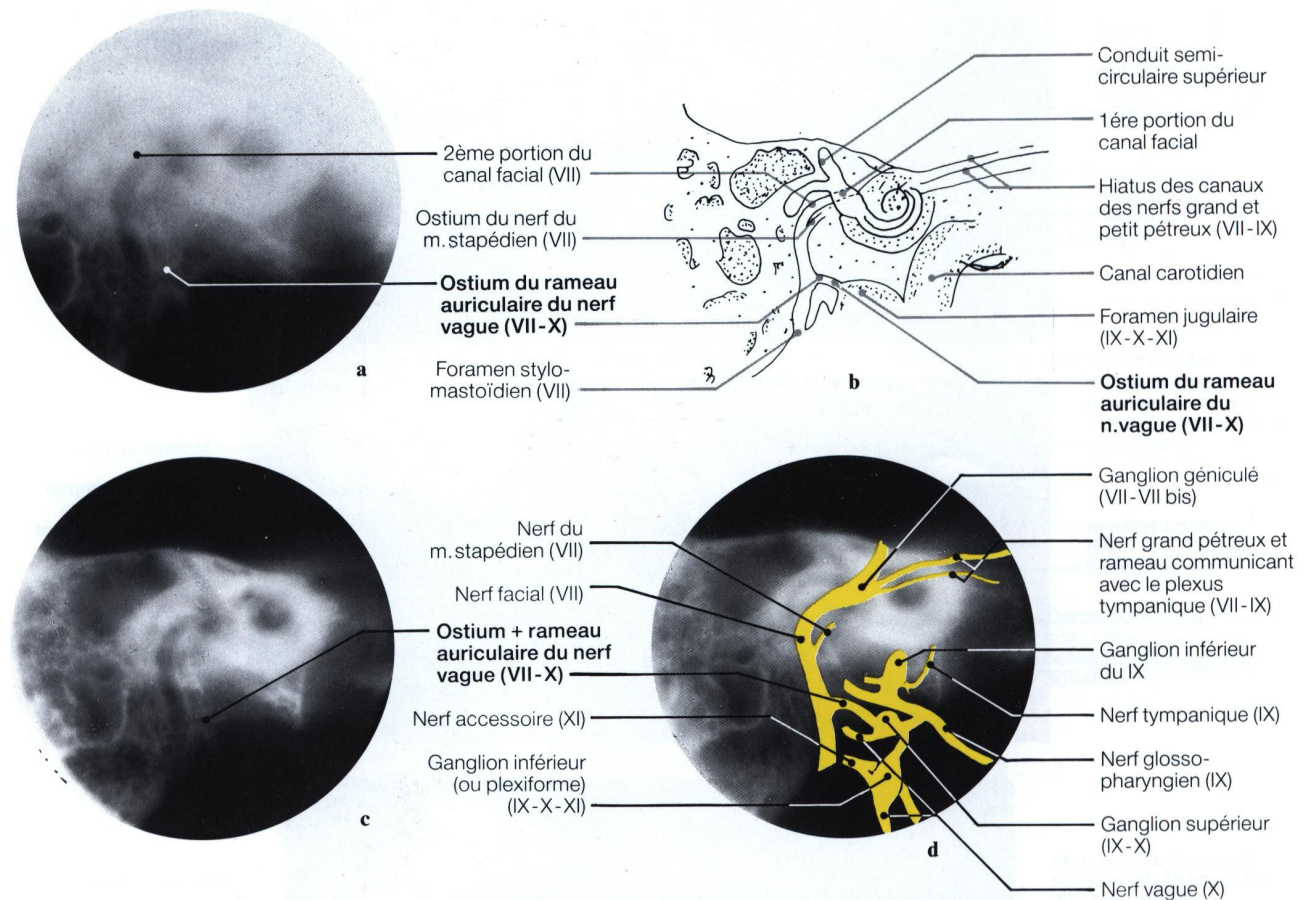 2ème portion du
canal facial (VII)
Ostium du nerf du
m. stapédien (VII)
Ostium du rameau
auriculaire du nerf
vague (VII-X)
Foramen stylo-
mastoïdien (VII)
a
Conduit semi-
circulaire supérieur
1ére portion du
canal facial
Hiatus des canaux
des nerfs grand et
petit pétreux (VII-IX)
Canal carotidien
Foramen jugulaire
(IX-X-XI)
Ostium du rameau
auriculaire du
n.vague (VII-X)
b
Nerf du
m. stapédien (VII)
Nerf facial (VII)
Ostium + rameau
auriculaire du nerf
vague (VII-X)
Nerf accessoire (XI)
Ganglion inférieur
(ou plexiforme)
(IX-X-XI)
c
Ganglion géniculé
(VII-VII bis)
Nerf grand pétreux et
rameau communicant
avec le plexus
tympanique (VII-IX)
Ganglion inférieur
du IX
Nerf tympanique (IX)
Nerf glosso-
pharyngien (IX)
Ganglion supérieur
(IX-X)
Nerf vague (X)
d